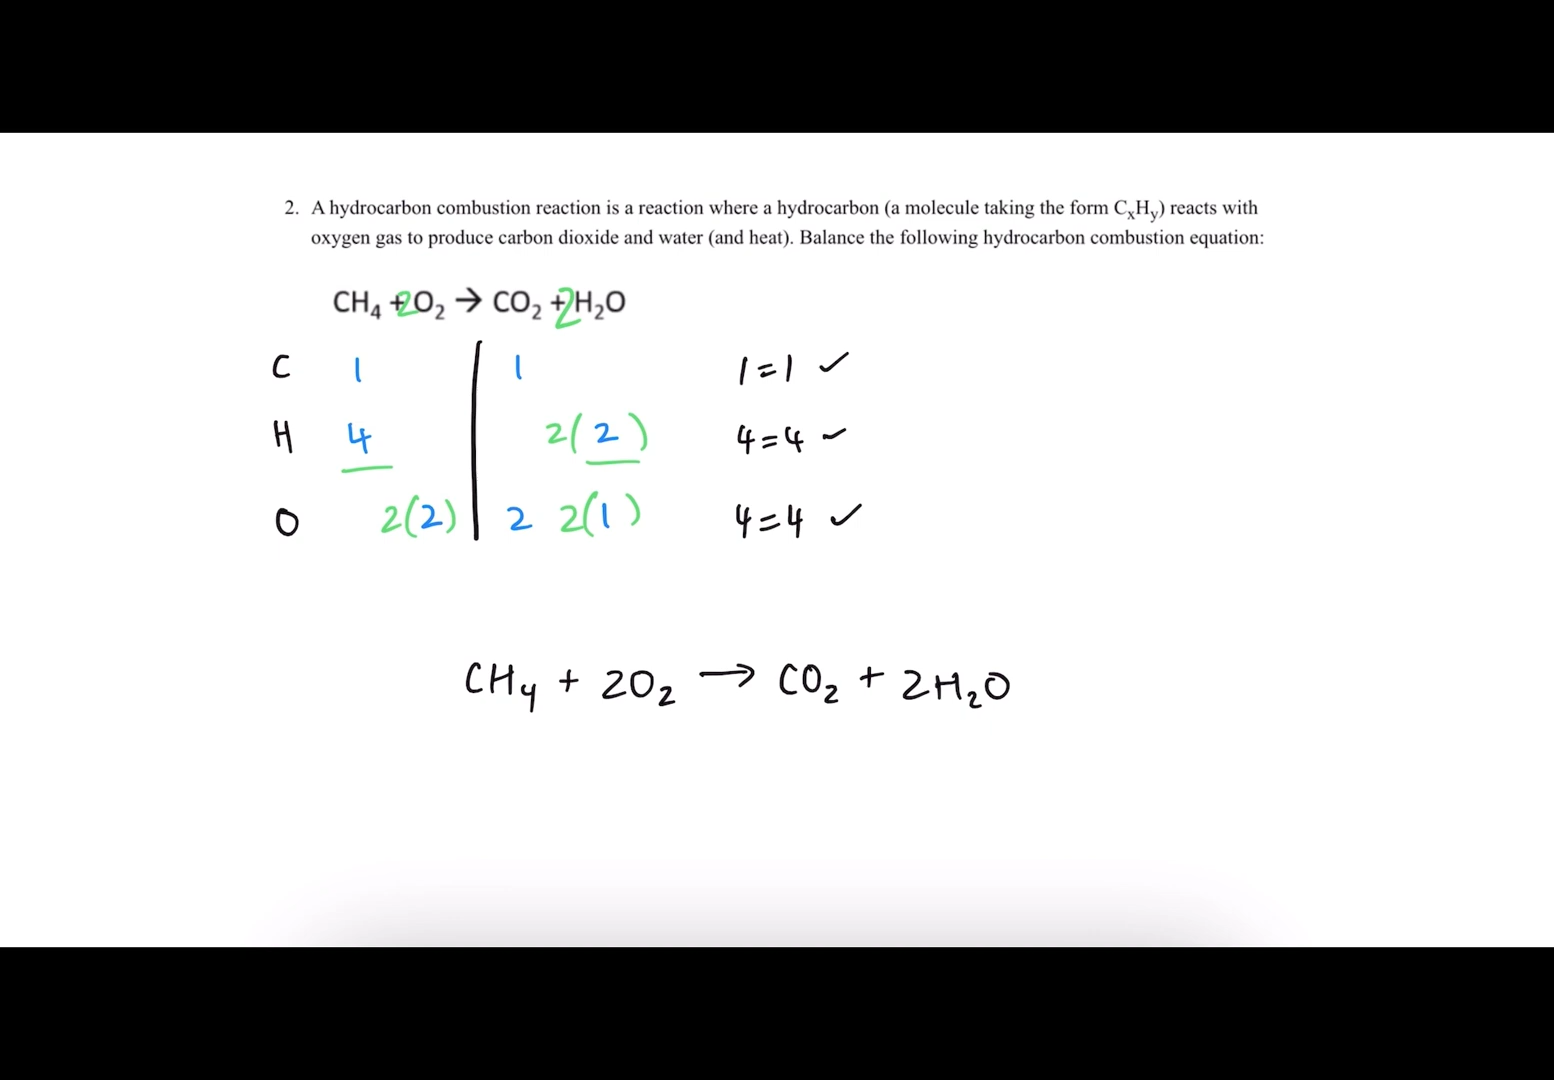 2. A hydrocarbon combustion reaction is a reaction where a hydrocarbon (a molecule taking the form CₓHᵧ) reacts with
oxygen gas to produce carbon dioxide and water (and heat). Balance the following hydrocarbon combustion equation:
CH₄ + 2O₂ → CO₂ + 2H₂O
C 1 | 1 1=1 ✓
H 4 | 2(2) 4=4 ✓
O 2(2) | 2 2(1) 4=4 ✓
CH₄ + 2O₂ → CO₂ + 2H₂O